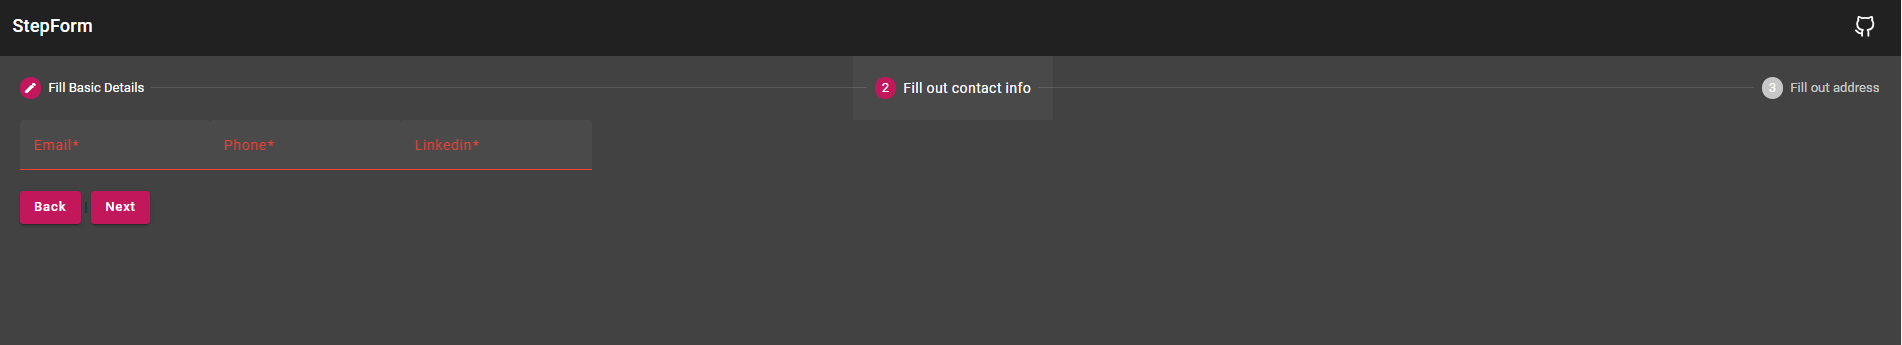 StepForm
Fill Basic Details
2 Fill out contact info
3 Fill out address
Email* Phone* Linkedin*
Back | Next